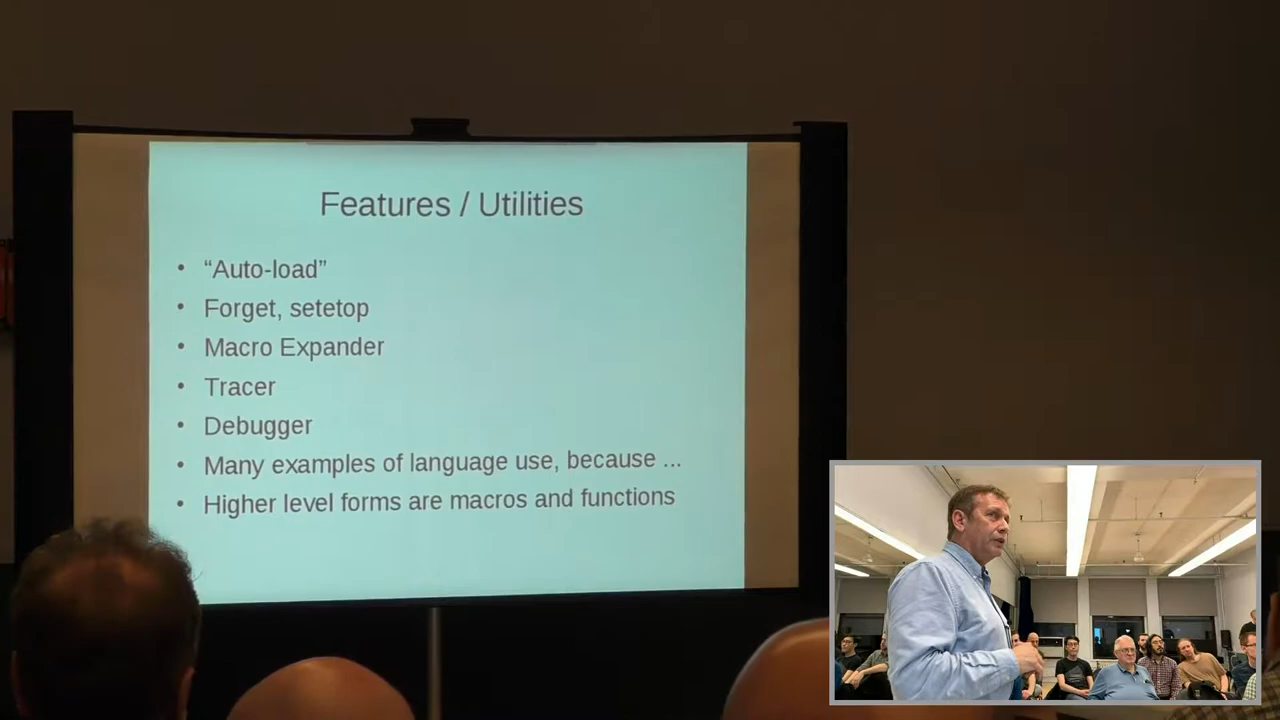 Features / Utilities
• “Auto-load”
• Forget, setetop
• Macro Expander
• Tracer
• Debugger
• Many examples of language use, because ...
• Higher level forms are macros and functions